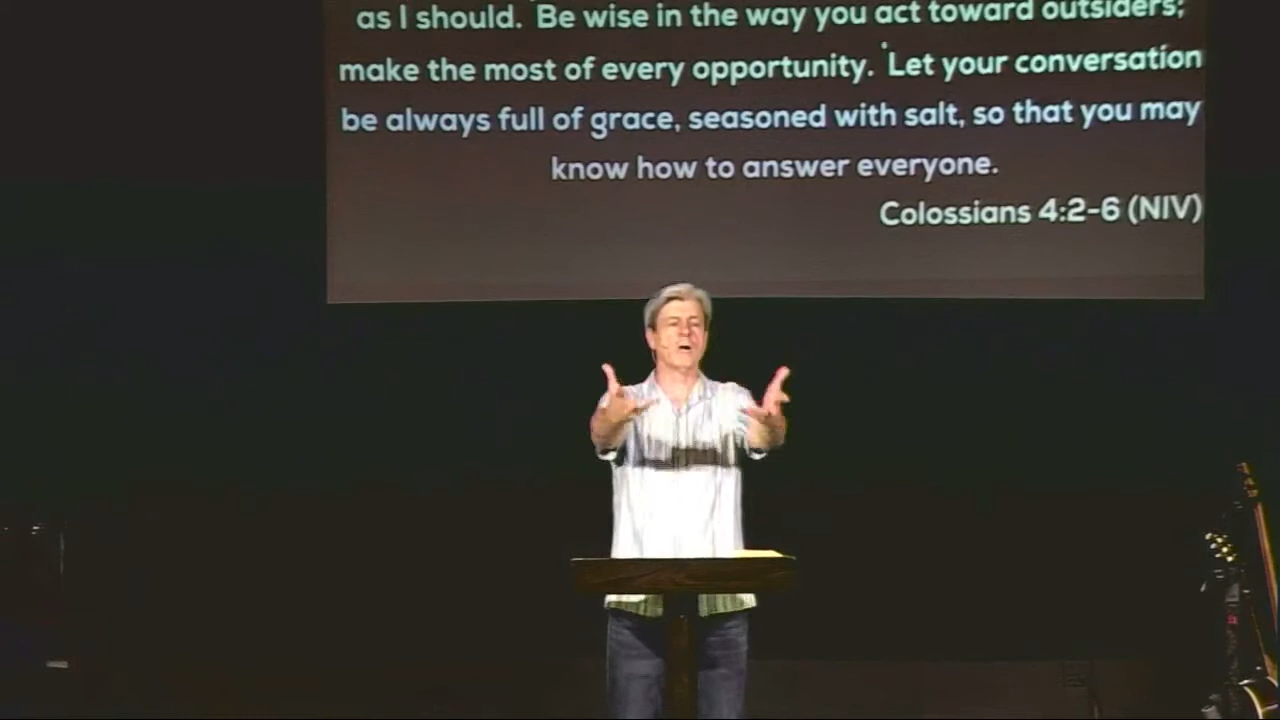 as I should. Be wise in the way you act toward outsiders;
make the most of every opportunity. Let your conversation
be always full of grace, seasoned with salt, so that you may
know how to answer everyone.
Colossians 4:2-6 (NIV)